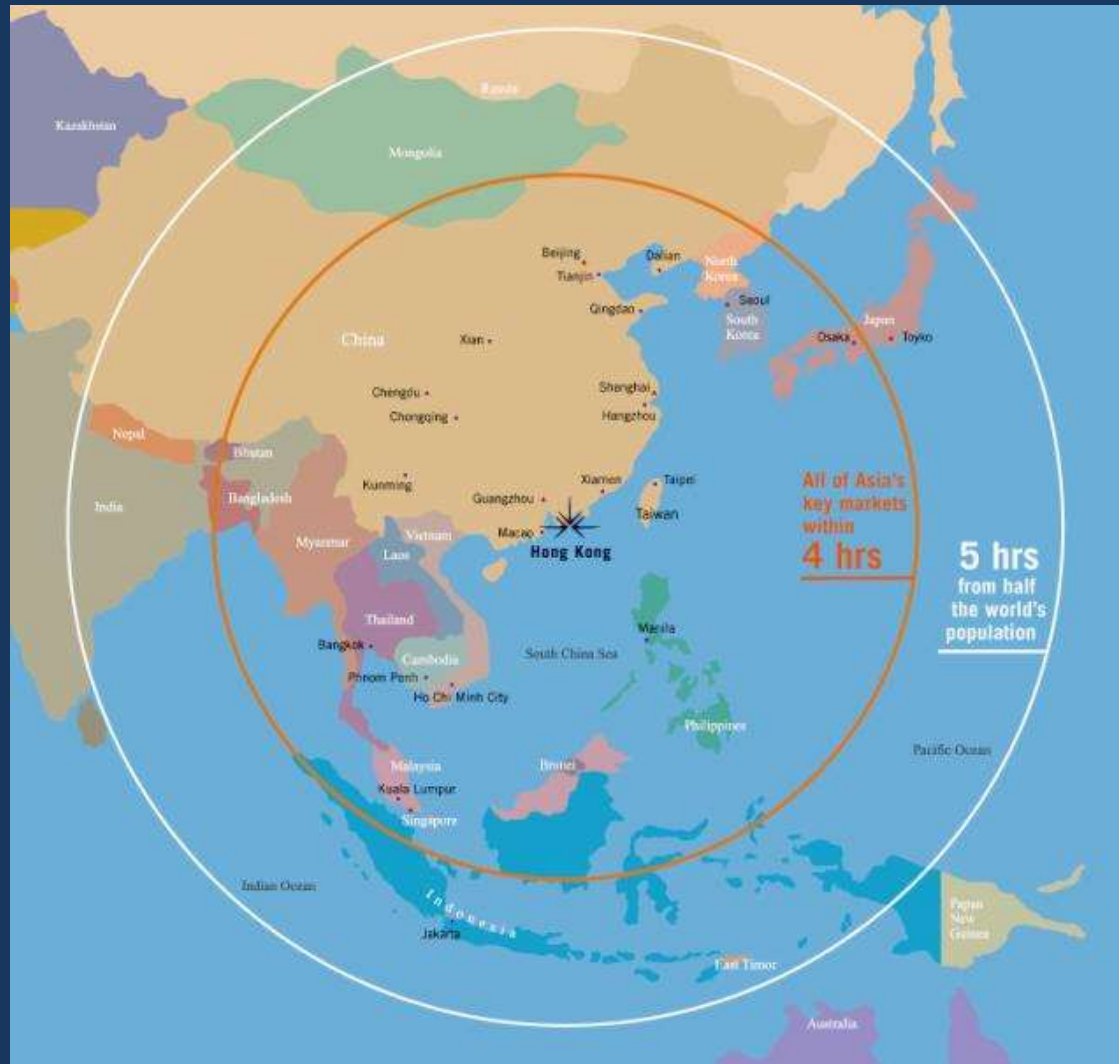 Russia
Kazakhstan
Mongolia
Beijing
Dalian
Tianjin
North
Korea
Qingdao
Seoul
South
Korea
Japan
Osaka
Toyko
China
Xian
Chengdu
Chongqing
Shanghai
Hangzhou
Nepal
Bhutan
Kunming
Bangladesh
India
Guangzhou
Xiamen
Taipei
Taiwan
Macao
Hong Kong
Myanmar
Vietnam
Laos
All of Asia's
key markets
within
4 hrs
5 hrs
from half
the world's
population
Thailand
Bangkok
Cambodia
Phnom Penh
Ho Chi Minh City
South China Sea
Manila
Philippines
Pacific Ocean
Malaysia
Brunei
Kuala Lumpur
Singapore
Indian Ocean
Indonesia
Jakarta
Papua
New
Guinea
East Timor
Australia